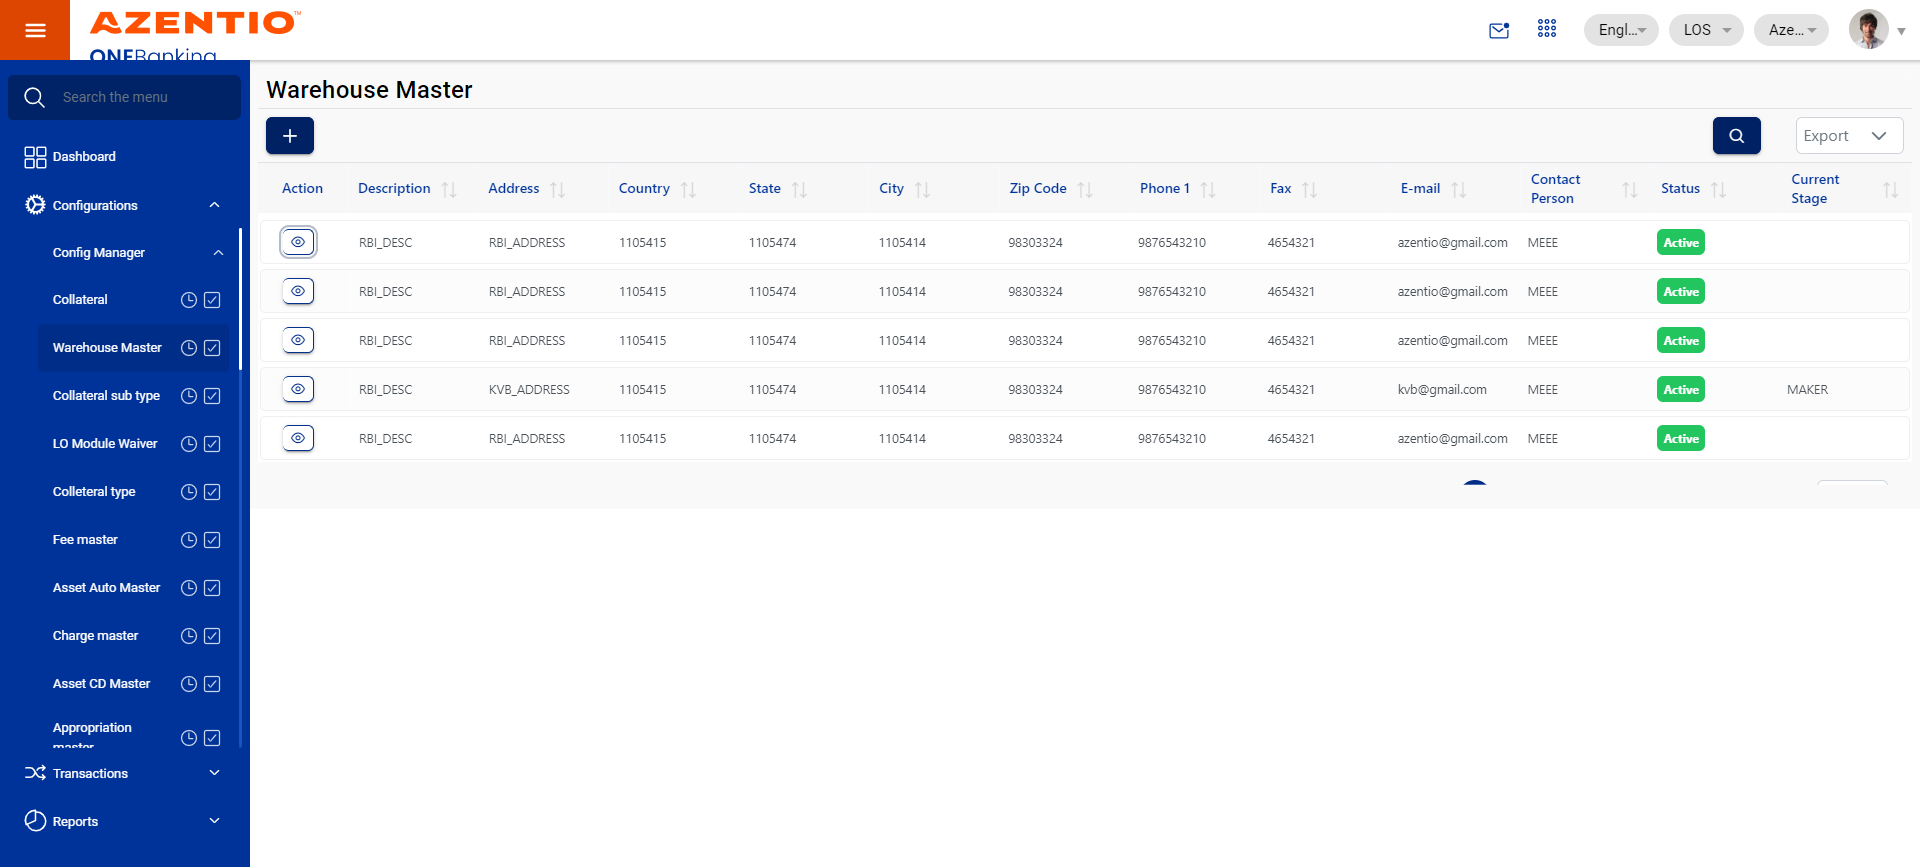 AZENTIO™
ONEBanking
Engl...
LOS
Aze...
Search the menu
Dashboard
Configurations
Config Manager
Collateral
Warehouse Master
Collateral sub type
LO Module Waiver
Colleteral type
Fee master
Asset Auto Master
Charge master
Asset CD Master
Appropriation
master
Transactions
Reports
Warehouse Master
Export
Action Description Address Country State City Zip Code Phone 1 Fax E-mail Contact Person Status Current Stage
RBI_DESC RBI_ADDRESS 1105415 1105474 1105414 98303324 9876543210 4654321 azentio@gmail.com MEEE Active
RBI_DESC RBI_ADDRESS 1105415 1105474 1105414 98303324 9876543210 4654321 azentio@gmail.com MEEE Active
RBI_DESC RBI_ADDRESS 1105415 1105474 1105414 98303324 9876543210 4654321 azentio@gmail.com MEEE Active
RBI_DESC KVB_ADDRESS 1105415 1105474 1105414 98303324 9876543210 4654321 kvb@gmail.com MEEE Active MAKER
RBI_DESC RBI_ADDRESS 1105415 1105474 1105414 98303324 9876543210 4654321 azentio@gmail.com MEEE Active